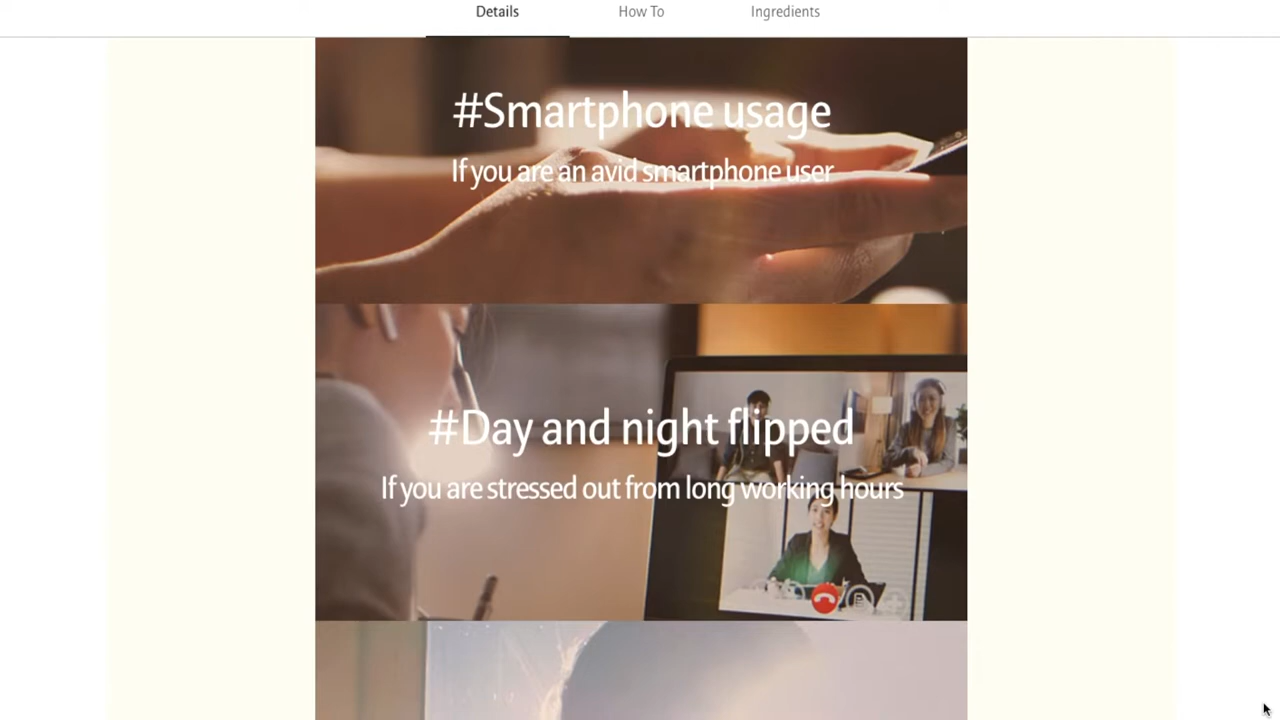 Details How To Ingredients
#Smartphone usage
If you are an avid smartphone user
#Day and night flipped
If you are stressed out from long working hours